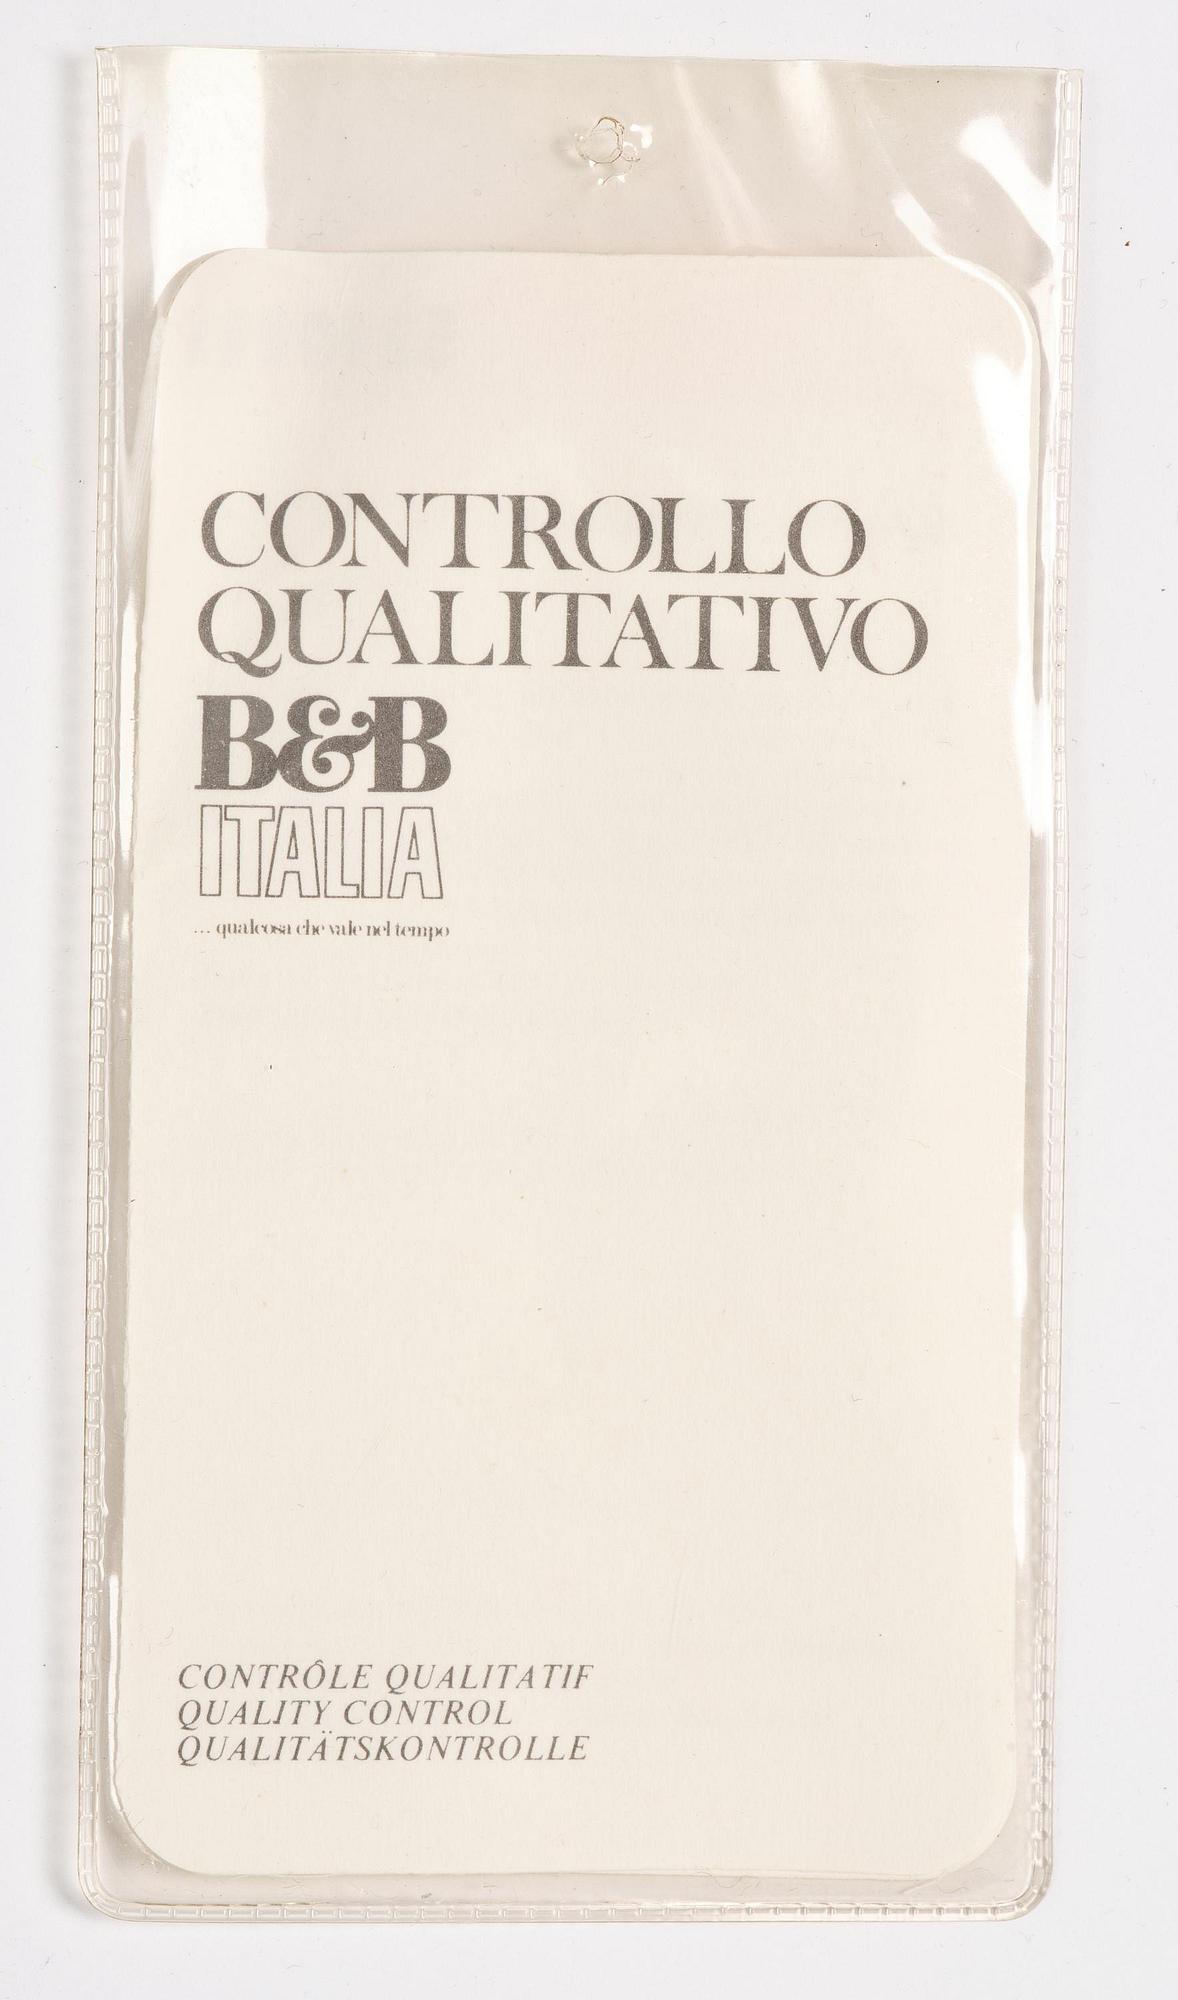 CONTROLLO
QUALITATIVO
B&B
ITALIA
... qualcosa che vale nel tempo
CONTRÔLE QUALITATIF
QUALITY CONTROL
QUALITÄTSKONTROLLE